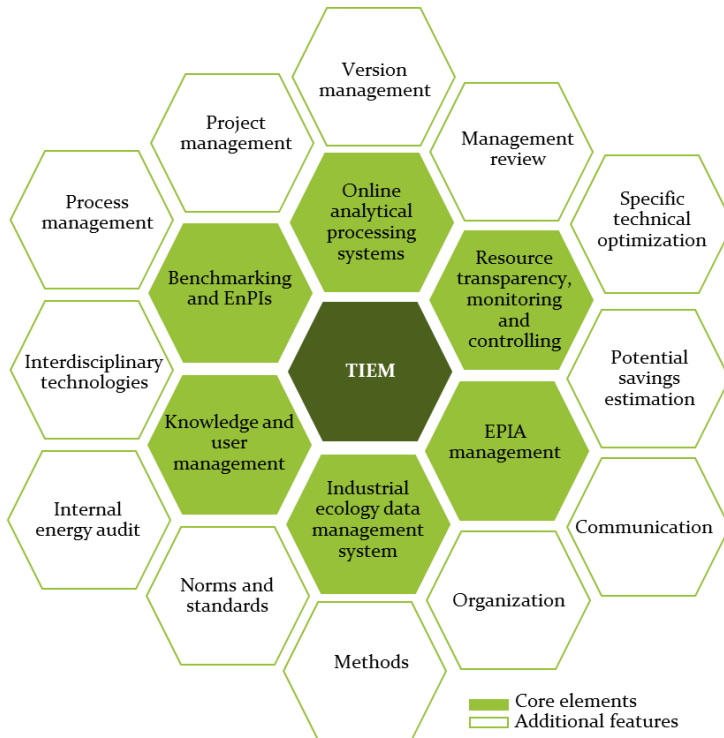 Version
management
Project
management
Management
review
Process
management
Online
analytical
processing
systems
Specific
technical
optimization
Benchmarking
and EnPIs
Resource
transparency,
monitoring
and
controlling
Interdisciplinary
technologies
TIEM
Potential
savings
estimation
Knowledge and
user
management
EPIA
management
Internal
energy audit
Industrial
ecology data
management
system
Communication
Norms and
standards
Organization
Methods
Core elements
Additional features